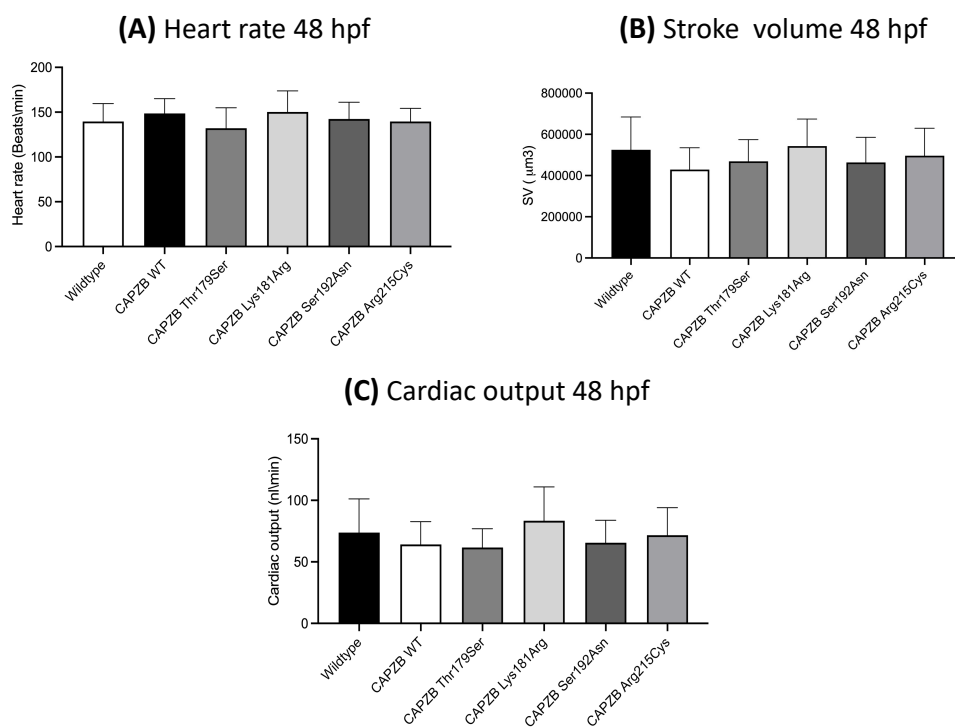 (A) Heart rate 48 hpf
Heart rate (Beats\min)
200
150
100
50
0
Wildtype
CAPZB WT
CAPZB Thr179Ser
CAPZB Lys181Arg
CAPZB Ser192Asn
CAPZB Arg215Cys
(B) Stroke  volume 48 hpf
SV ( μm3)
800000
600000
400000
200000
0
Wildtype
CAPZB WT
CAPZB Thr179Ser
CAPZB Lys181Arg
CAPZB Ser192Asn
CAPZB Arg215Cys
(C) Cardiac output 48 hpf
Cardiac output (nl\min)
150
100
50
0
Wildtype
CAPZB WT
CAPZB Thr179Ser
CAPZB Lys181Arg
CAPZB Ser192Asn
CAPZB Arg215Cys